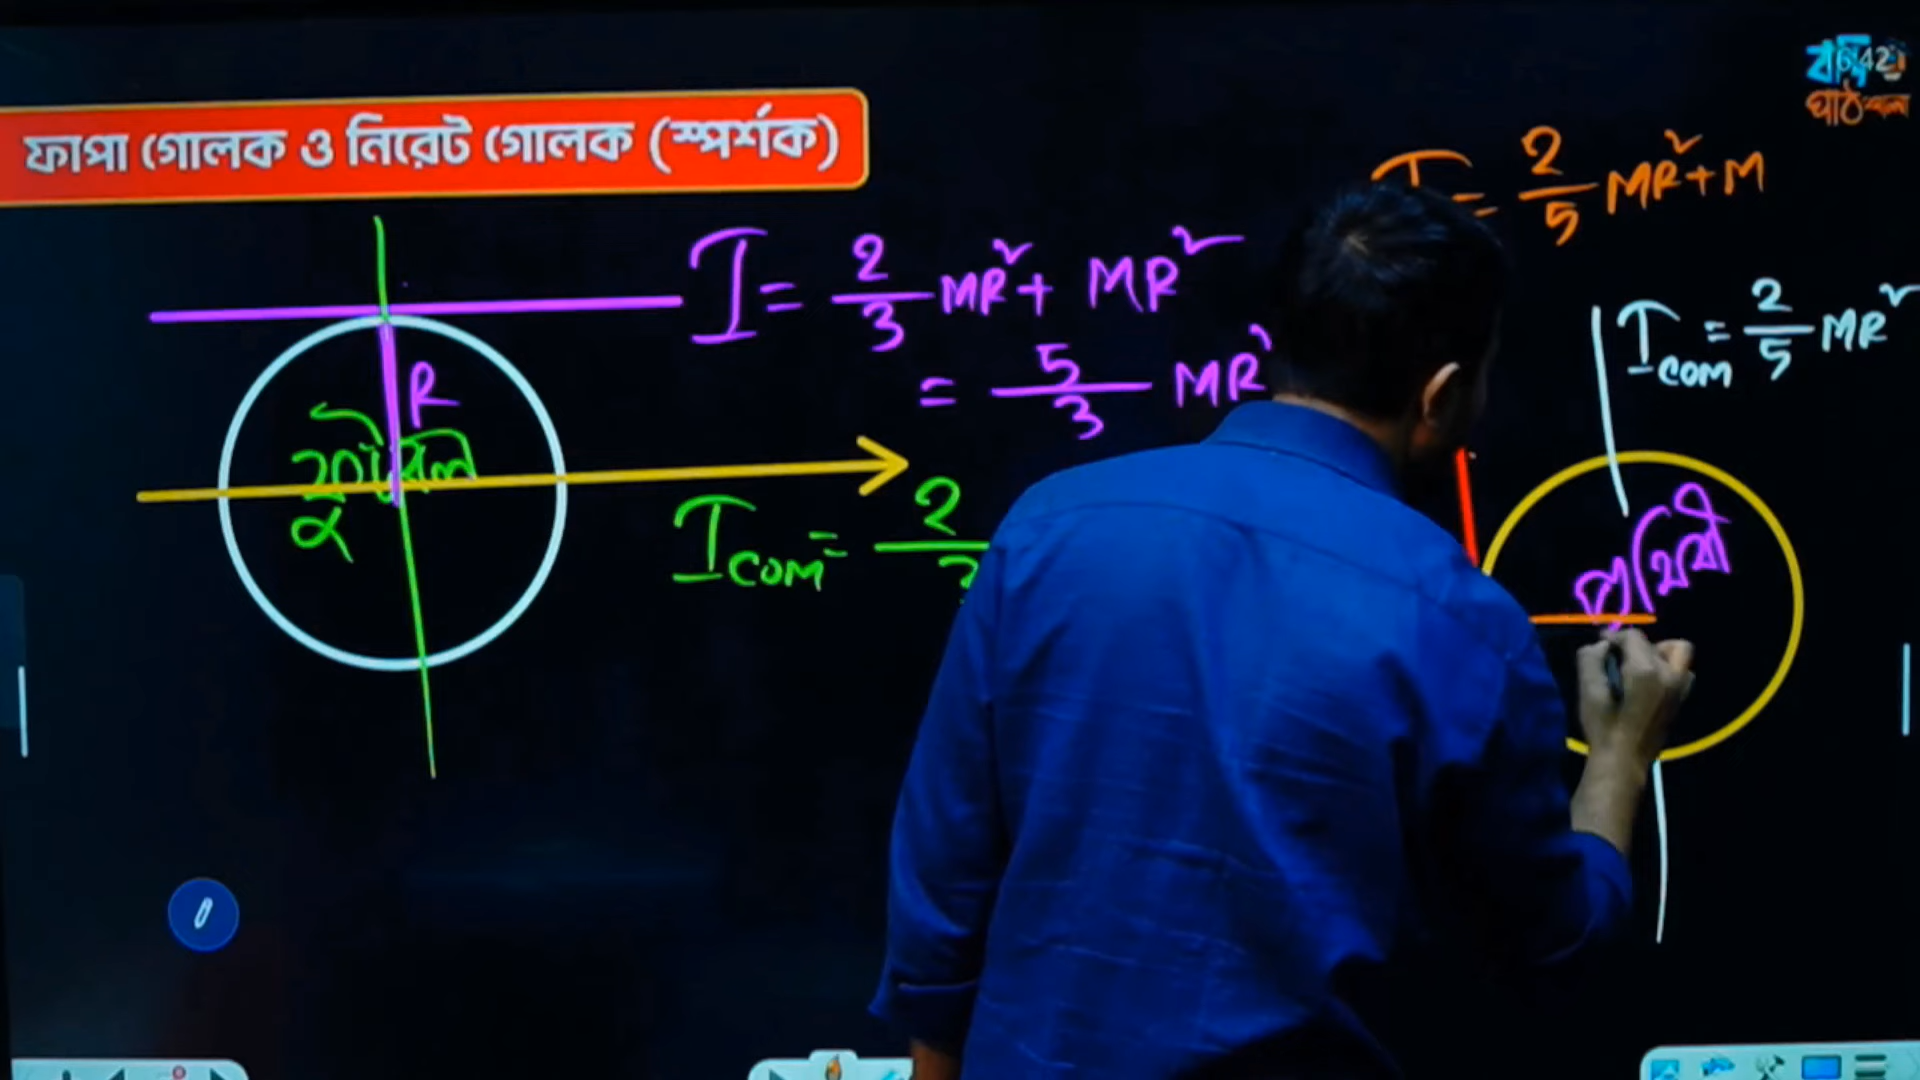 ফাপা গোলক ও নিরেট গোলক (স্পর্শক)
পাঠশালা
I = 2/5 MR² + M
I = 2/3 MR² + MR²
= 5/3 MR²
I_COM = 2/5 MR²
R
I_COM = 2
পৃথিবী